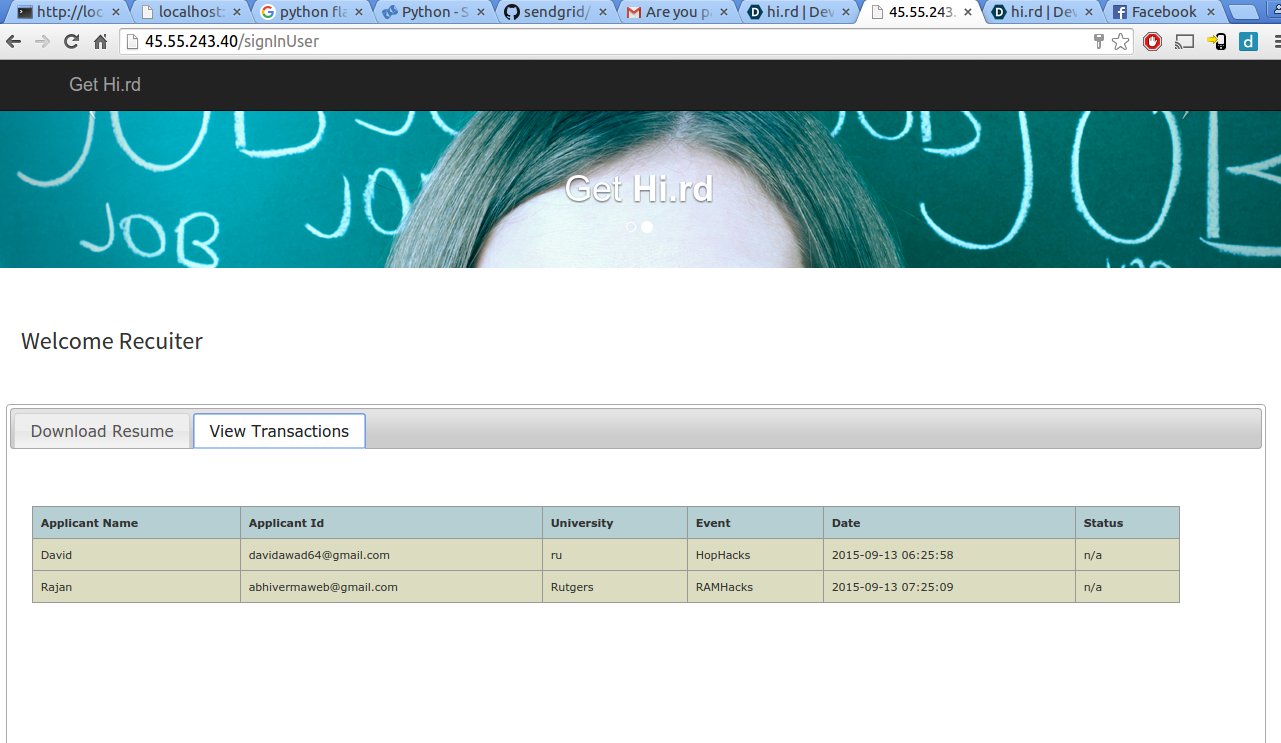 http://loc localhost: python fla Python - S sendgrid/ Are you p hi.rd | Dev 45.55.243. hi.rd | Dev Facebook
45.55.243.40/signInUser
Get Hi.rd
JOB JOB JOB
JOB JOB
Get Hi.rd
Welcome Recuiter
Download Resume View Transactions
Applicant Name Applicant Id University Event Date Status
David davidawad64@gmail.com ru HopHacks 2015-09-13 06:25:58 n/a
Rajan abhivermaweb@gmail.com Rutgers RAMHacks 2015-09-13 07:25:09 n/a